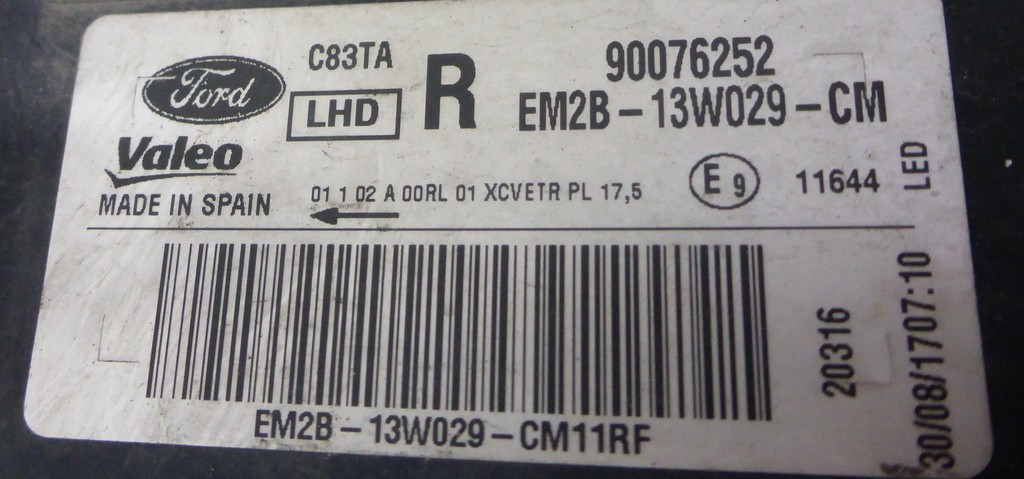 Ford
C83TA
LHD
R
90076252
EM2B-13W029-CM
Valeo
MADE IN SPAIN
01 1 02 A 00RL 01 XCVETR PL 17,5
E9
11644
LED
20316
30/08/1707:10
EM2B-13W029-CM11RF